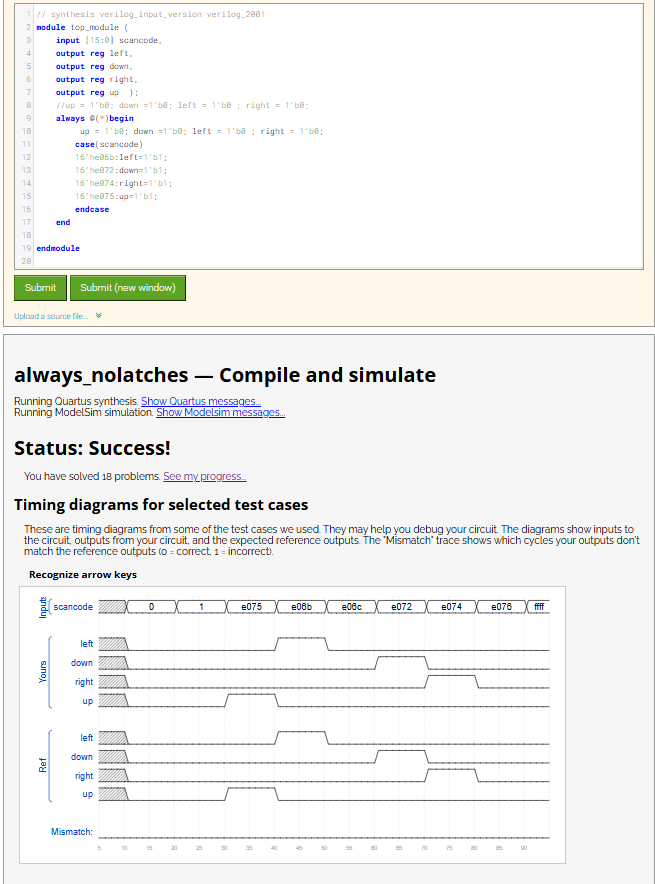 1 // synthesis verilog_input_version verilog_2001
2 module top_module (
3 input [15:0] scancode,
4 output reg left,
5 output reg down,
6 output reg right,
7 output reg up );
8 //up = 1'b0; down =1'b0; left = 1'b0 ; right = 1'b0;
9 always @(*)begin
10 up = 1'b0; down =1'b0; left = 1'b0 ; right = 1'b0;
11 case(scancode)
12 16'he06b:left=1'b1;
13 16'he072:down=1'b1;
14 16'he074:right=1'b1;
15 16'he075:up=1'b1;
16 endcase
17 end
18
19 endmodule
20
Submit Submit (new window)
Upload a source file...
always_nolatches — Compile and simulate
Running Quartus synthesis. Show Quartus messages...
Running ModelSim simulation. Show Modelsim messages...
Status: Success!
You have solved 18 problems. See my progress...
Timing diagrams for selected test cases
These are timing diagrams from some of the test cases we used. They may help you debug your circuit. The diagrams show inputs to
the circuit, outputs from your circuit, and the expected reference outputs. The "Mismatch" trace shows which cycles your outputs don't
match the reference outputs (0 = correct, 1 = incorrect).
Recognize arrow keys
Inputs scancode 0 1 e075 e06b e06c e072 e074 e076 ffff
Yours
left
down
right
up
Ref
left
down
right
up
Mismatch:
5 10 15 20 25 30 35 40 45 50 55 60 65 70 75 80 85 90